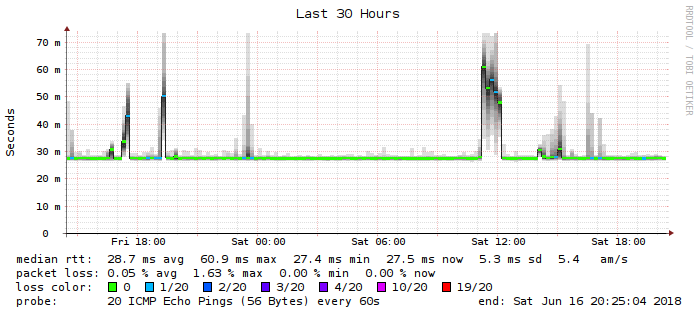 Last 30 Hours
RRDTOOL / TOBI OETIKER
Seconds
70 m
60 m
50 m
40 m
30 m
20 m
10 m
0
Fri 18:00 Sat 00:00 Sat 06:00 Sat 12:00 Sat 18:00
median rtt: 28.7 ms avg 60.9 ms max 27.4 ms min 27.5 ms now 5.3 ms sd 5.4 am/s
packet loss: 0.05 % avg 1.63 % max 0.00 % min 0.00 % now
loss color: 0 1/20 2/20 3/20 4/20 10/20 19/20
probe: 20 ICMP Echo Pings (56 Bytes) every 60s end: Sat Jun 16 20:25:04 2018